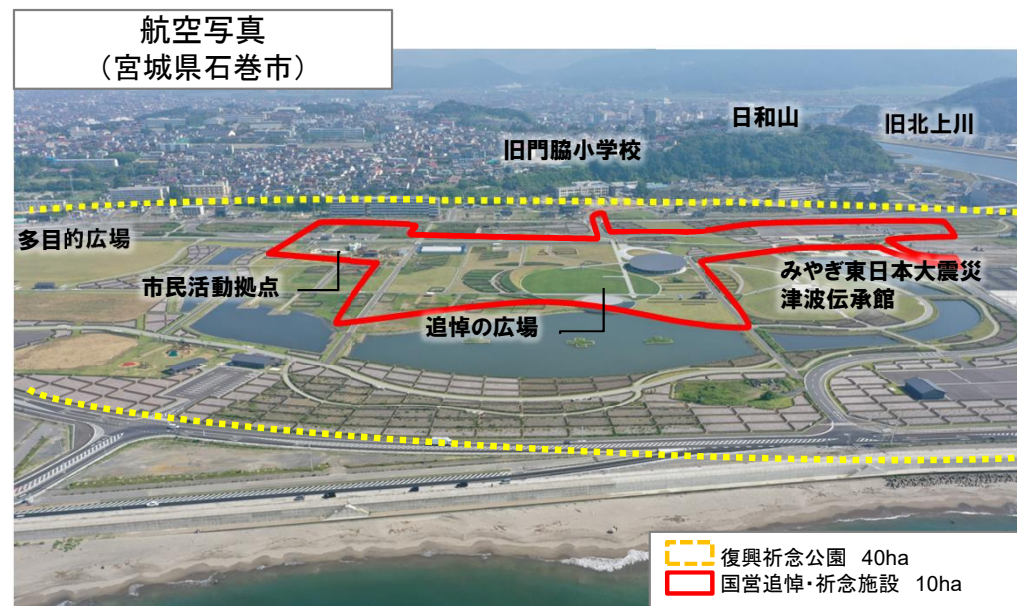 航空写真
（宮城県石巻市）
日和山
旧北上川
旧門脇小学校
多目的広場
市民活動拠点
みやぎ東日本大震災
津波伝承館
追悼の広場
復興祈念公園 40ha
国営追悼・祈念施設 10ha